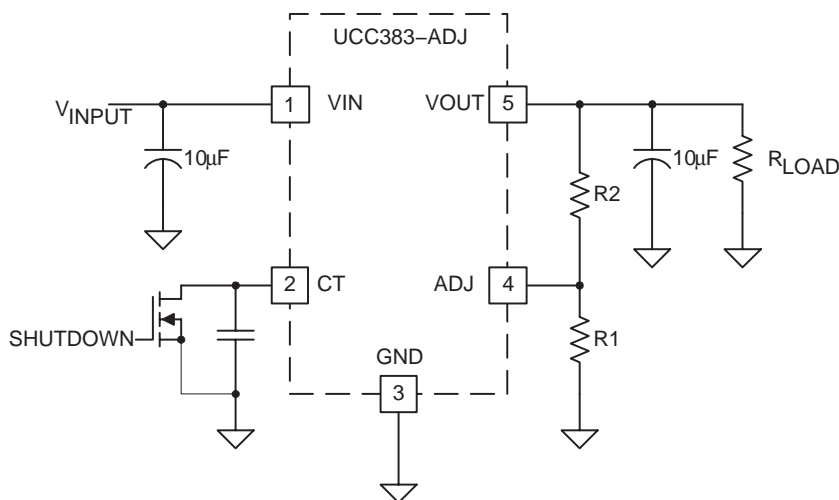 UCC383–ADJ
VINPUT
1
VIN
VOUT
5
10μF
R2
10μF
RLOAD
2
CT
ADJ
4
SHUTDOWN
R1
GND
3